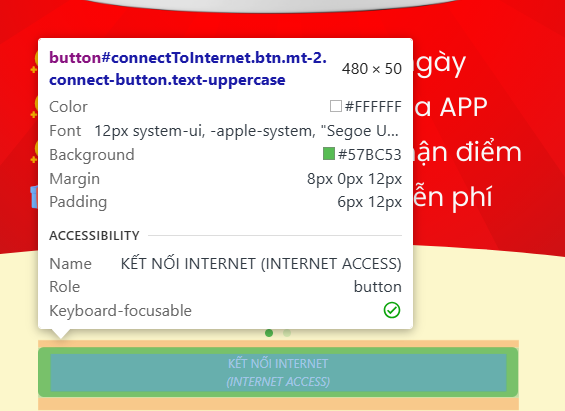 button#connectToInternet.btn.mt-2.
connect-button.text-uppercase
480 × 50
gày
Color #FFFFFF
a APP
Font 12px system-ui, -apple-system, "Segoe U...
Background #57BC53
ận điểm
Margin 8px 0px 12px
Padding 6px 12px
ễn phí
ACCESSIBILITY
Name KẾT NỐI INTERNET (INTERNET ACCESS)
Role button
Keyboard-focusable
KẾT NỐI INTERNET
(INTERNET ACCESS)